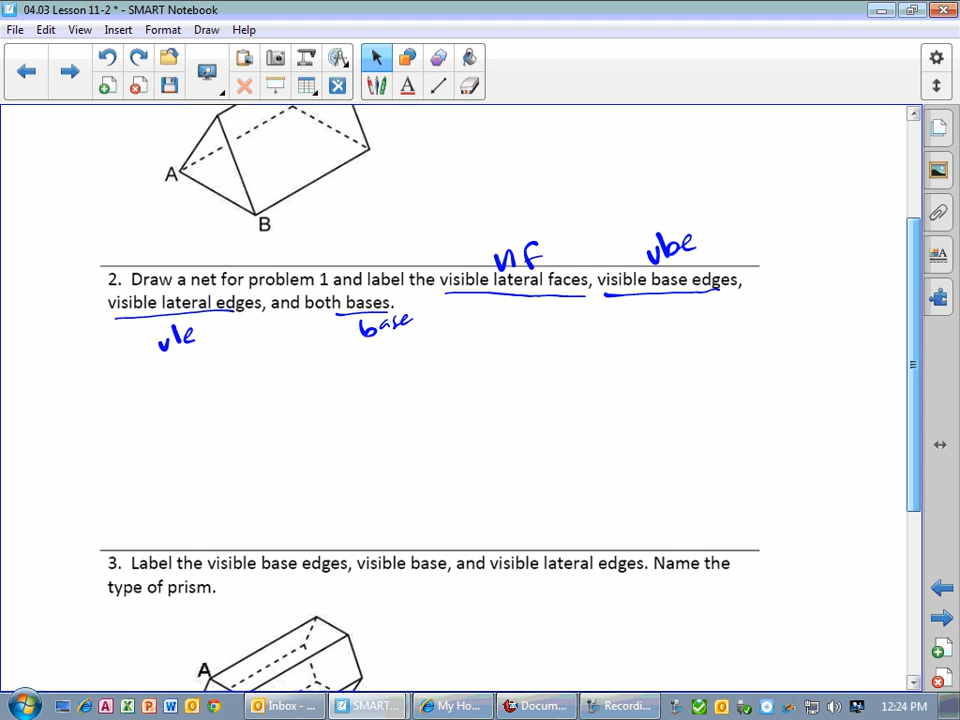 04.03 Lesson 11-2 * - SMART Notebook
File Edit View Insert Format Draw Help
A
B
vlf vbe
2. Draw a net for problem 1 and label the visible lateral faces, visible base edges,
visible lateral edges, and both bases.
vle base
3. Label the visible base edges, visible base, and visible lateral edges. Name the
type of prism.
A
Inbox - ... SMART... My Ho... Docum... Recordi... 12:24 PM